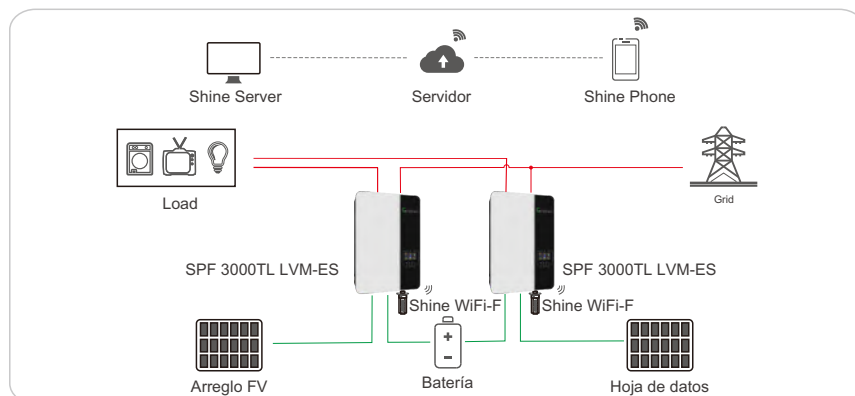 Shine Server
Servidor
Shine Phone
Load
Grid
SPF 3000TL LVM-ES
SPF 3000TL LVM-ES
Shine WiFi-F
Shine WiFi-F
Arreglo FV
Batería
Hoja de datos